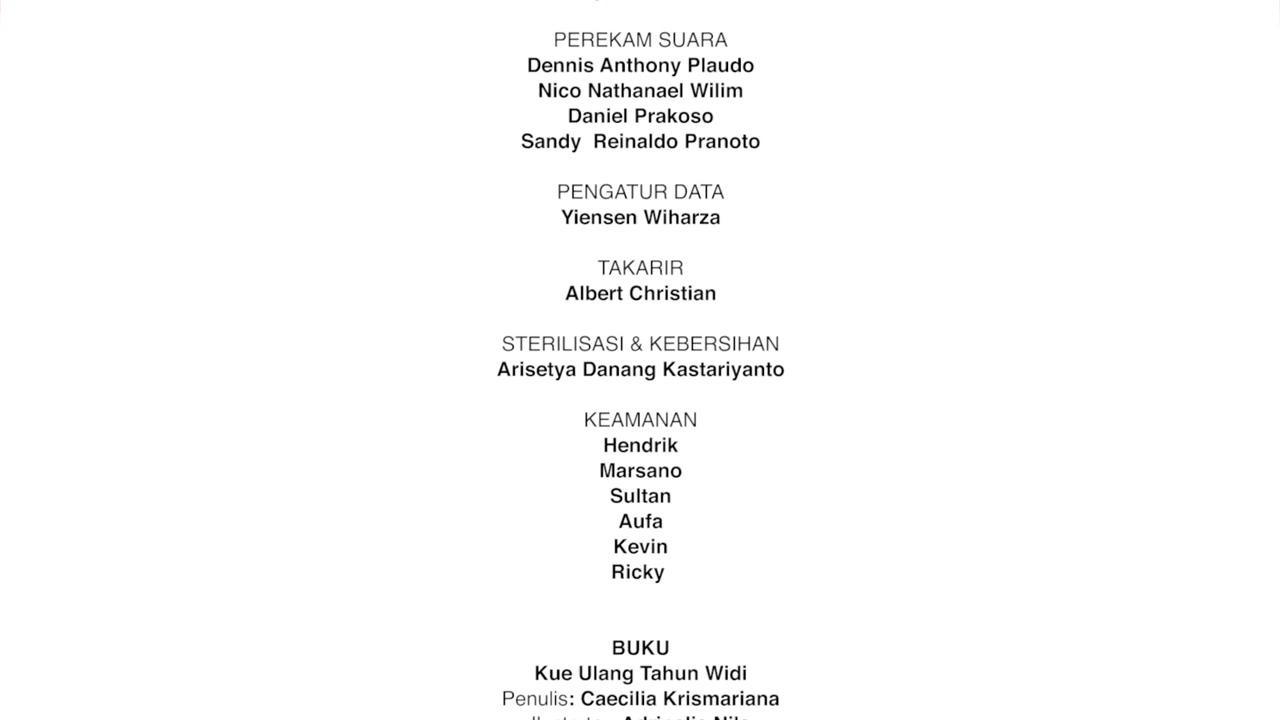 PEREKAM SUARA
Dennis Anthony Plaudo
Nico Nathanael Wilim
Daniel Prakoso
Sandy  Reinaldo Pranoto
PENGATUR DATA
Yiensen Wiharza
TAKARIR
Albert Christian
STERILISASI & KEBERSIHAN
Arisetya Danang Kastariyanto
KEAMANAN
Hendrik
Marsano
Sultan
Aufa
Kevin
Ricky
BUKU
Kue Ulang Tahun Widi
Penulis: Caecilia Krismariana